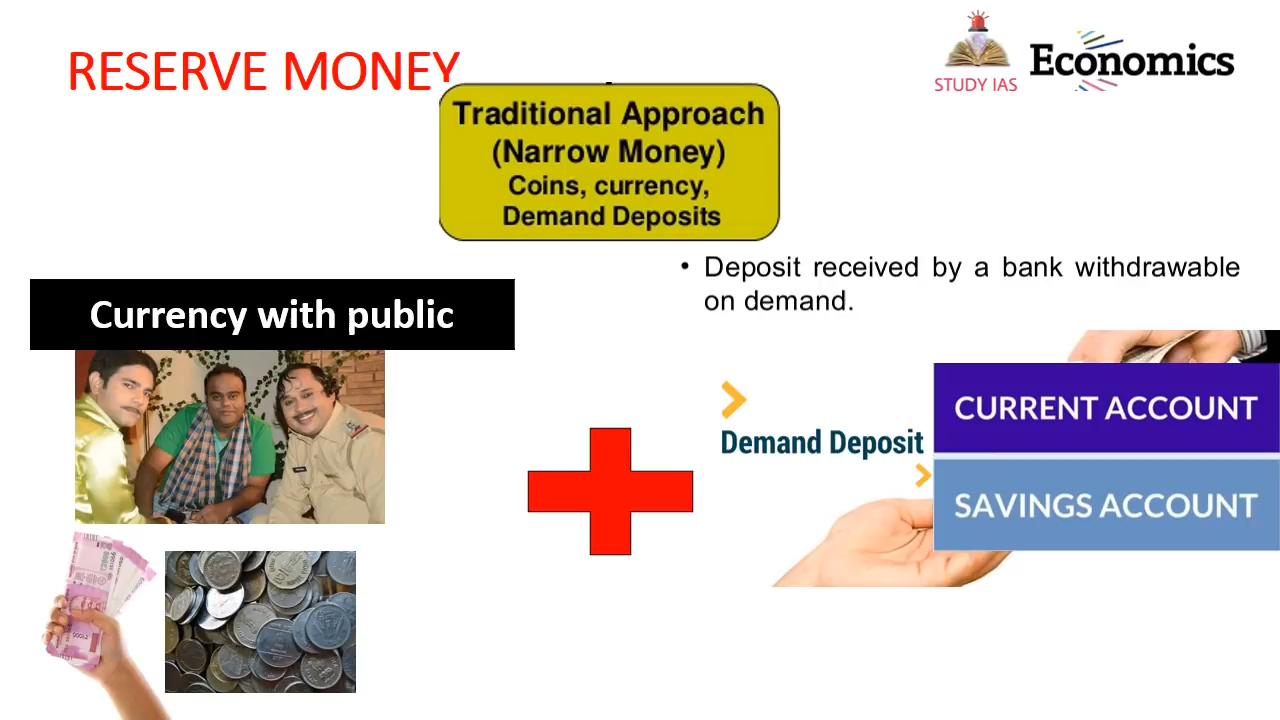 RESERVE MONEY
STUDY IAS
Economics
Traditional Approach
(Narrow Money)
Coins, currency,
Demand Deposits
• Deposit received by a bank withdrawable
on demand.
Currency with public
Demand Deposit
CURRENT ACCOUNT
SAVINGS ACCOUNT